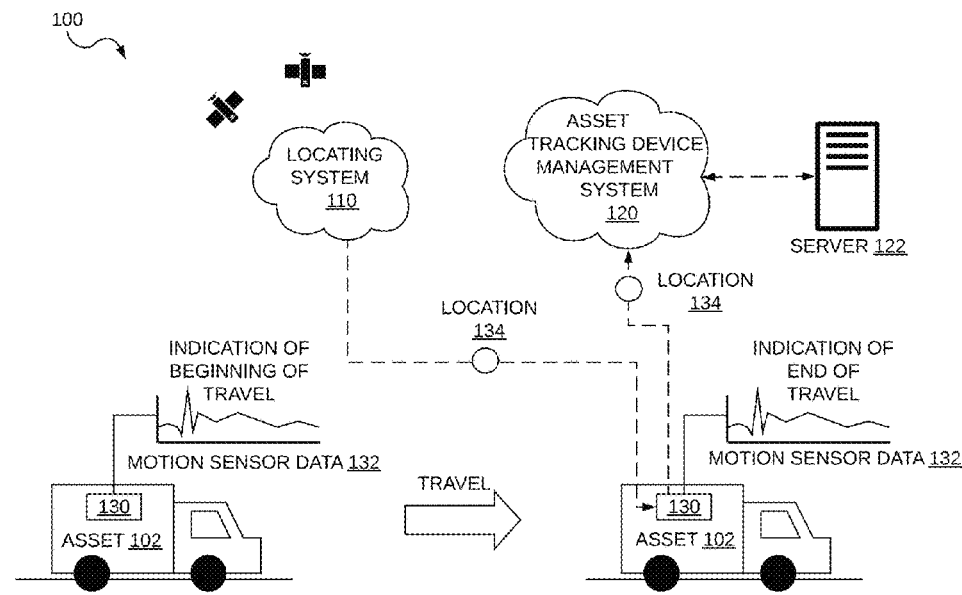 100
LOCATING
SYSTEM
110
ASSET
TRACKING DEVICE
MANAGEMENT
SYSTEM
120
SERVER 122
LOCATION
134
LOCATION
134
INDICATION OF
BEGINNING OF
TRAVEL
MOTION SENSOR DATA 132
INDICATION OF
END OF
TRAVEL
MOTION SENSOR DATA 132
130
ASSET 102
TRAVEL
130
ASSET 102